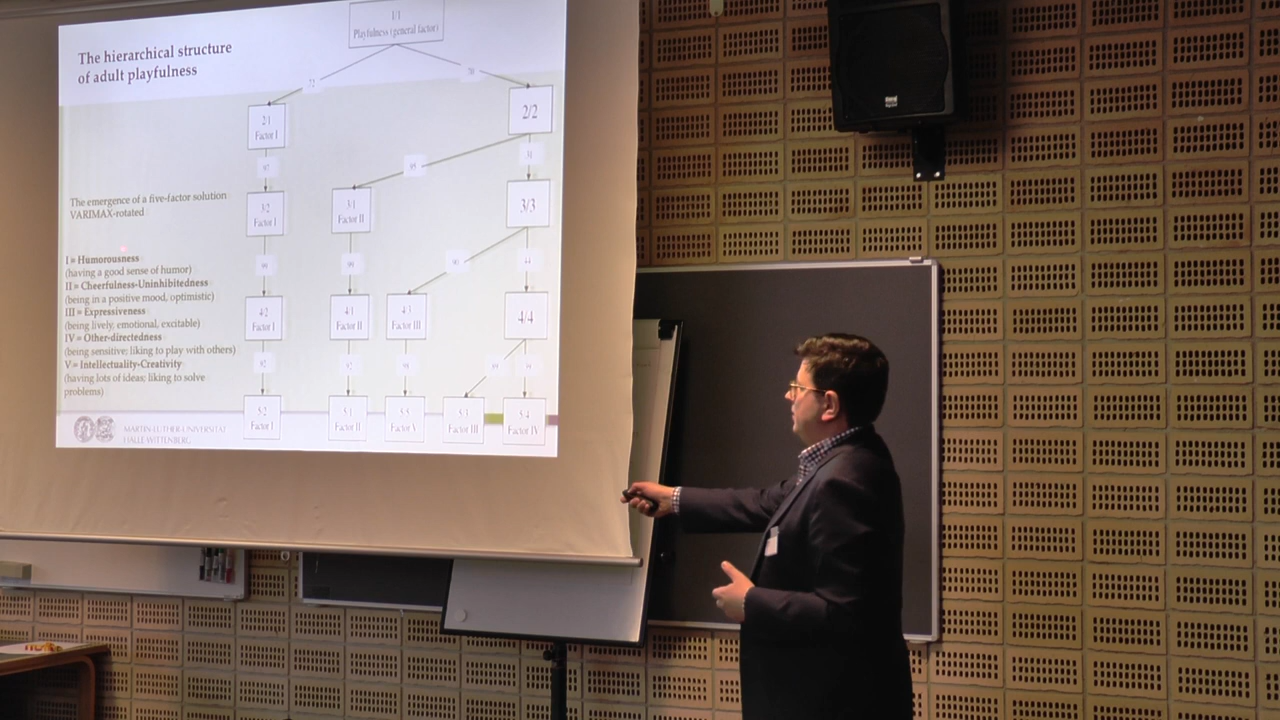 The hierarchical structure
of adult playfulness
1/1
Playfulness (general factor)
2/1
Factor I
2/2
3/2
Factor I
3/1
Factor II
3/3
The emergence of a five-factor solution
VARIMAX-rotated
I = Humorousness
(having a good sense of humor)
II = Cheerfulness-Uninhibitedness
(being in a positive mood, optimistic)
III = Expressiveness
(being lively, emotional, excitable)
IV = Other-directedness
(being sensitive; liking to play with others)
V = Intellectuality-Creativity
(having lots of ideas; liking to solve
problems)
4/2
Factor I
4/1
Factor II
4/3
Factor III
4/4
5/2
Factor I
5/1
Factor II
5/5
Factor V
5/3
Factor III
5/4
Factor IV
MARTIN-LUTHER-UNIVERSITÄT
HALLE-WITTENBERG